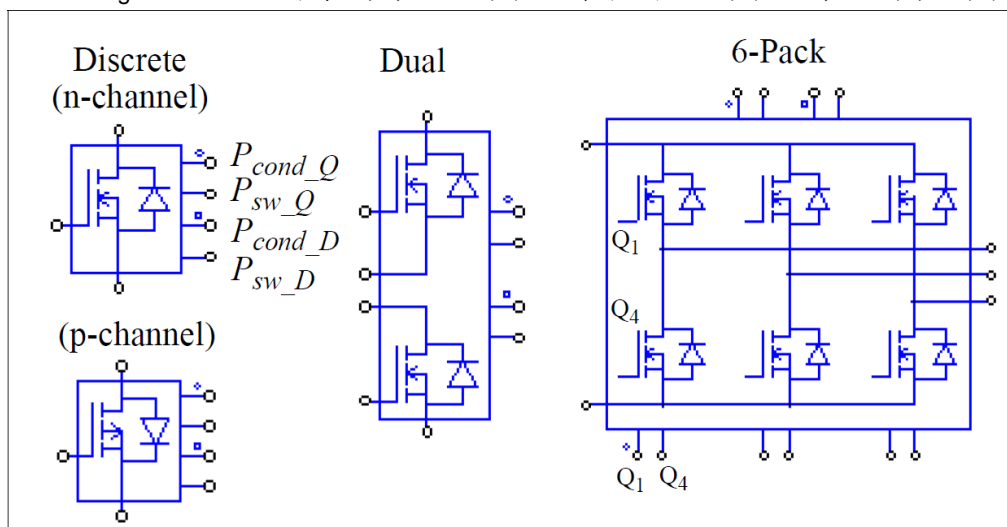 Discrete
(n-channel)
Dual
6-Pack
P_cond_Q
P_sw_Q
P_cond_D
P_sw_D
(p-channel)
Q1
Q4
Q1 Q4